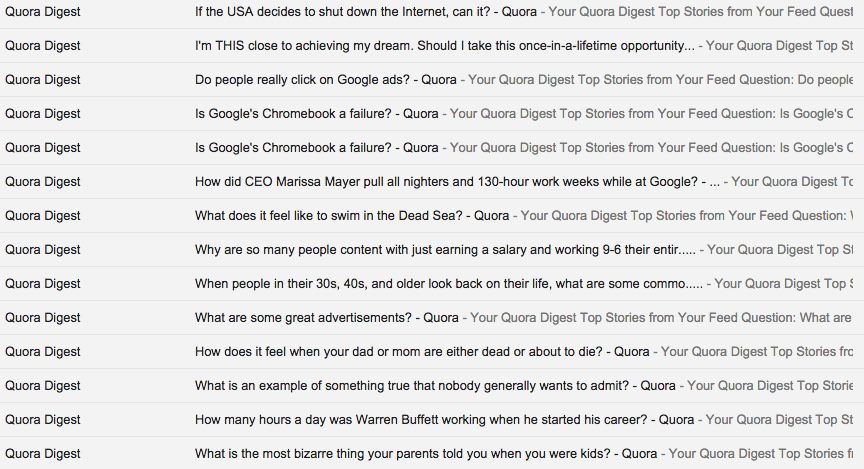 Quora Digest If the USA decides to shut down the Internet, can it? - Quora - Your Quora Digest Top Stories from Your Feed Quest
Quora Digest I'm THIS close to achieving my dream. Should I take this once-in-a-lifetime opportunity... - Your Quora Digest Top St
Quora Digest Do people really click on Google ads? - Quora - Your Quora Digest Top Stories from Your Feed Question: Do people
Quora Digest Is Google's Chromebook a failure? - Quora - Your Quora Digest Top Stories from Your Feed Question: Is Google's C
Quora Digest Is Google's Chromebook a failure? - Quora - Your Quora Digest Top Stories from Your Feed Question: Is Google's C
Quora Digest How did CEO Marissa Mayer pull all nighters and 130-hour work weeks while at Google? - ... - Your Quora Digest To
Quora Digest What does it feel like to swim in the Dead Sea? - Quora - Your Quora Digest Top Stories from Your Feed Question:
Quora Digest Why are so many people content with just earning a salary and working 9-6 their entir..... - Your Quora Digest Top St
Quora Digest When people in their 30s, 40s, and older look back on their life, what are some commo..... - Your Quora Digest Top S
Quora Digest What are some great advertisements? - Quora - Your Quora Digest Top Stories from Your Feed Question: What are
Quora Digest How does it feel when your dad or mom are either dead or about to die? - Quora - Your Quora Digest Top Stories fro
Quora Digest What is an example of something true that nobody generally wants to admit? - Quora - Your Quora Digest Top Storie
Quora Digest How many hours a day was Warren Buffett working when he started his career? - Quora - Your Quora Digest Top St
Quora Digest What is the most bizarre thing your parents told you when you were kids? - Quora - Your Quora Digest Top Stories f